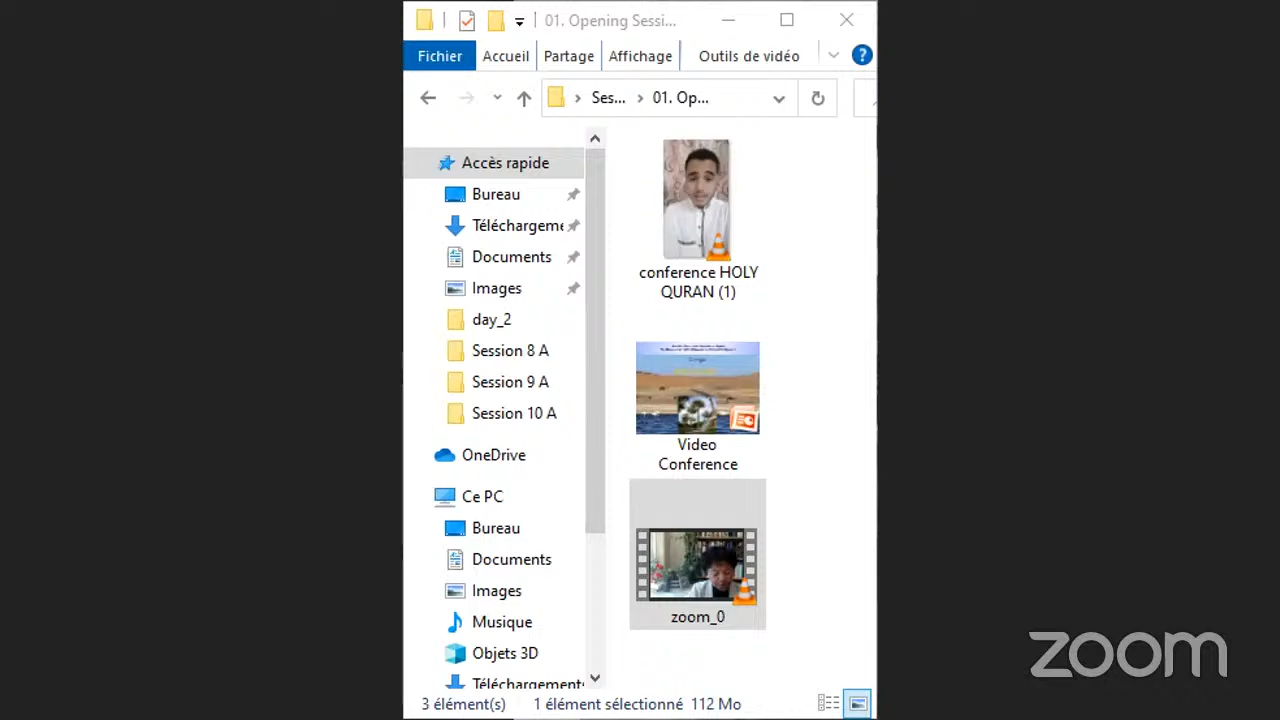 01. Opening Sessi...
Fichier
Accueil
Partage
Affichage
Outils de vidéo
?
Ses...
01. Op...
Accès rapide
Bureau
Téléchargeme
Documents
Images
day_2
Session 8 A
Session 9 A
Session 10 A
OneDrive
Ce PC
Bureau
Documents
Images
Musique
Objets 3D
Téléchargements
conference HOLY
QURAN (1)
Video
Conference
zoom_0
3 élément(s)
1 élément sélectionné 112 Mo
zoom